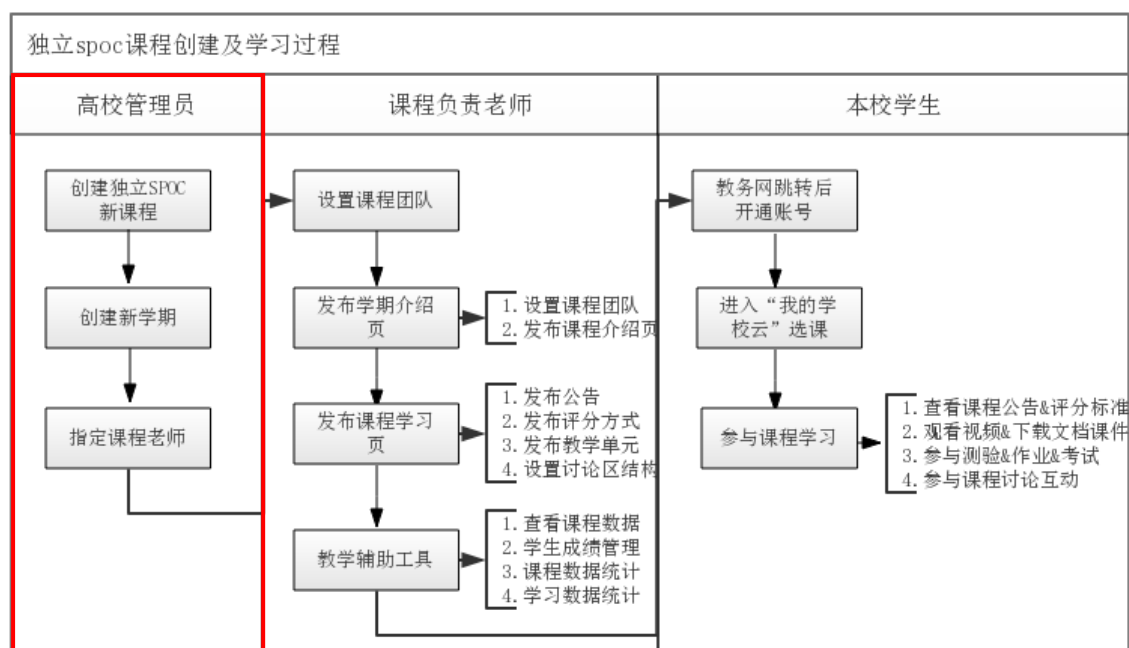 独立spoc课程创建及学习过程
高校管理员
课程负责老师
本校学生
创建独立SPOC
新课程
创建新学期
指定课程老师
设置课程团队
发布学期介绍
页
1. 设置课程团队
2. 发布课程介绍页
发布课程学习
页
1. 发布公告
2. 发布评分方式
3. 发布教学单元
4. 设置讨论区结构
教学辅助工具
1. 查看课程数据
2. 学生成绩管理
3. 课程数据统计
4. 学习数据统计
教务网跳转后
开通账号
进入“我的学
校云”选课
参与课程学习
1. 查看课程公告&评分标准
2. 观看视频&下载文档课件
3. 参与测验&作业&考试
4. 参与课程讨论互动